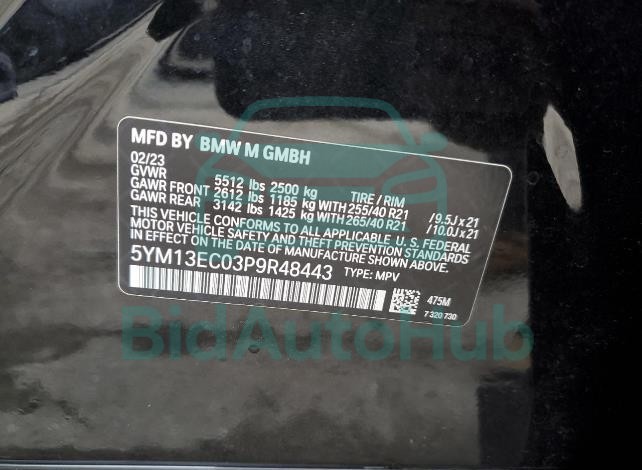 MFD BY BMW M GMBH
02/23
GVWR 5512 lbs 2500 kg TIRE / RIM
GAWR FRONT 2612 lbs 1185 kg WITH 255/40 R21 /9.5J x 21
GAWR REAR 3142 lbs 1425 kg WITH 265/40 R21 /10.0J x 21
THIS VEHICLE CONFORMS TO ALL APPLICABLE U.S. FEDERAL
MOTOR VEHICLE SAFETY AND THEFT PREVENTION STANDARDS
IN EFFECT ON THE DATE OF MANUFACTURE SHOWN ABOVE.
5YM13EC03P9R48443 TYPE: MPV
475M
7 320 730
BidAutoHub